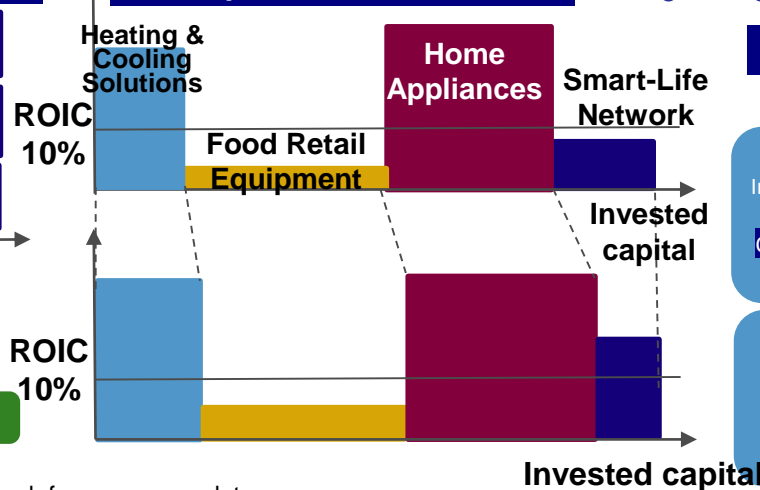 Heating &
Cooling
Solutions
Home
Appliances
Smart-Life
Network
ROIC
10%
Food Retail
Equipment
Invested
capital
ROIC
10%
Invested capital